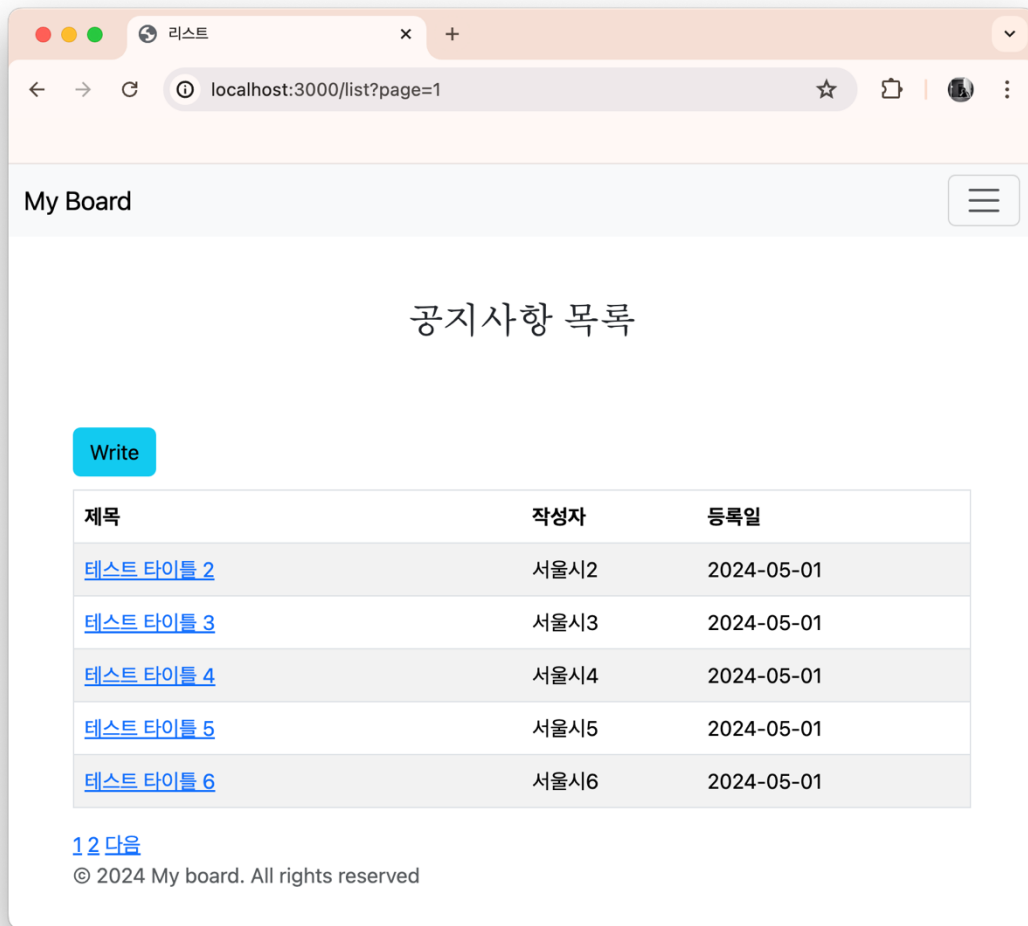 리스트
localhost:3000/list?page=1
My Board
공지사항 목록
Write
제목 작성자 등록일
테스트 타이틀 2 서울시2 2024-05-01
테스트 타이틀 3 서울시3 2024-05-01
테스트 타이틀 4 서울시4 2024-05-01
테스트 타이틀 5 서울시5 2024-05-01
테스트 타이틀 6 서울시6 2024-05-01
1 2 다음
© 2024 My board. All rights reserved